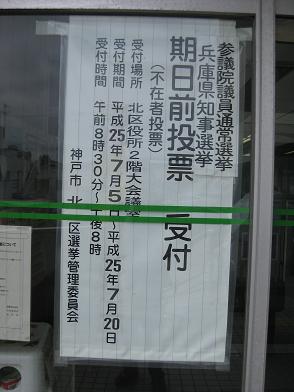 参議院議員通常選挙
兵庫県知事選挙
期日前投票 受付
(不在者投票)
受付場所 北区役所2階大会議室
受付期間 平成25年7月5日~平成25年7月20日
受付時間 午前8時30分~午後8時
神戸市 北区選挙管理委員会